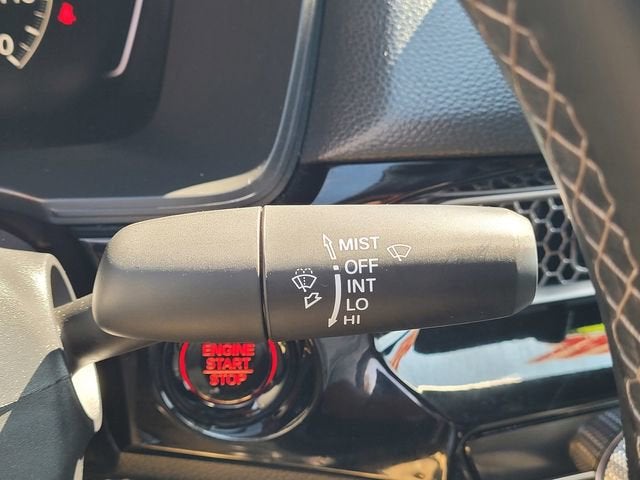 MIST
OFF
INT
LO
HI
ENGINE
START
STOP